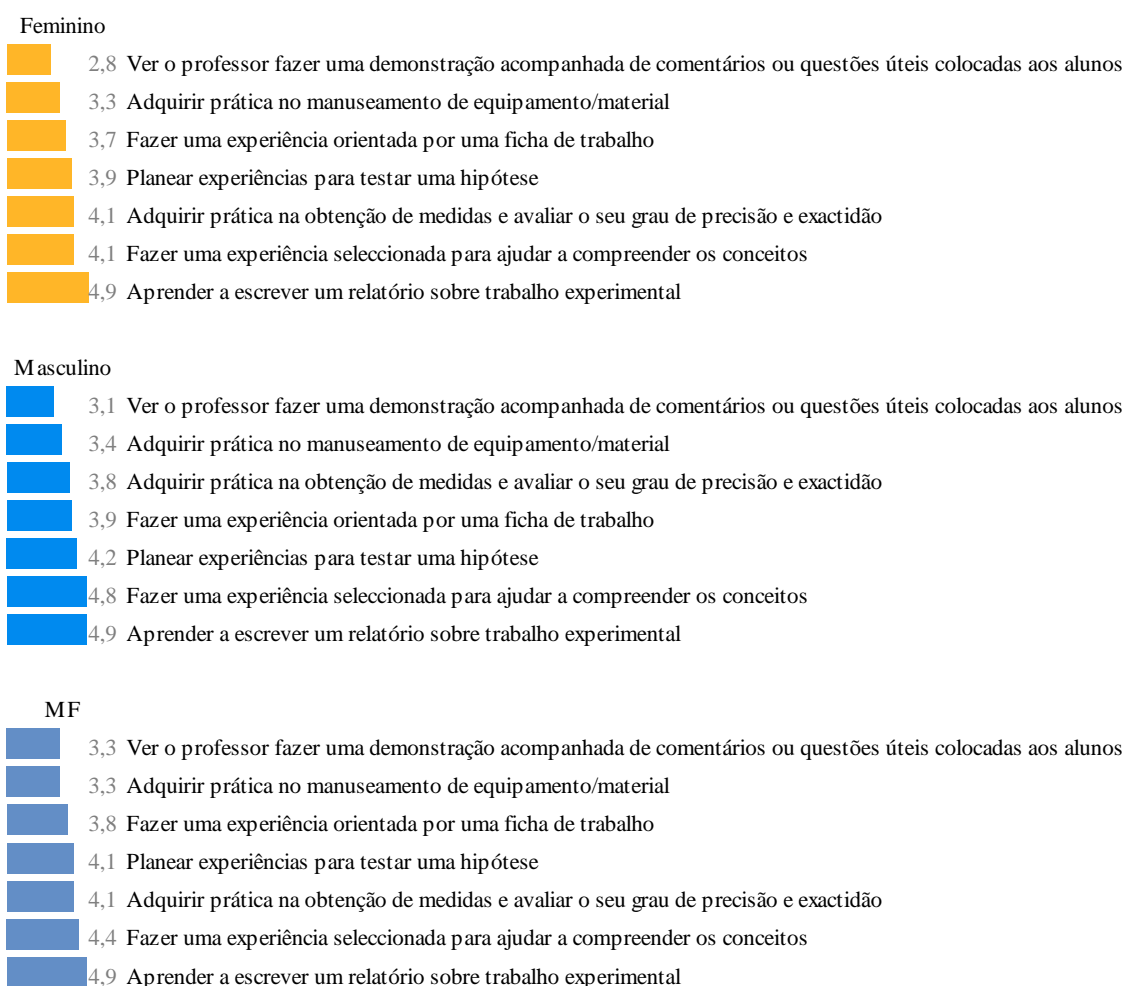 Feminino
2,8 Ver o professor fazer uma demonstração acompanhada de comentários ou questões úteis colocadas aos alunos
3,3 Adquirir prática no manuseamento de equipamento/material
3,7 Fazer uma experiência orientada por uma ficha de trabalho
3,9 Planear experiências para testar uma hipótese
4,1 Adquirir prática na obtenção de medidas e avaliar o seu grau de precisão e exactidão
4,1 Fazer uma experiência seleccionada para ajudar a compreender os conceitos
4,9 Aprender a escrever um relatório sobre trabalho experimental
Masculino
3,1 Ver o professor fazer uma demonstração acompanhada de comentários ou questões úteis colocadas aos alunos
3,4 Adquirir prática no manuseamento de equipamento/material
3,8 Adquirir prática na obtenção de medidas e avaliar o seu grau de precisão e exactidão
3,9 Fazer uma experiência orientada por uma ficha de trabalho
4,2 Planear experiências para testar uma hipótese
4,8 Fazer uma experiência seleccionada para ajudar a compreender os conceitos
4,9 Aprender a escrever um relatório sobre trabalho experimental
MF
3,3 Ver o professor fazer uma demonstração acompanhada de comentários ou questões úteis colocadas aos alunos
3,3 Adquirir prática no manuseamento de equipamento/material
3,8 Fazer uma experiência orientada por uma ficha de trabalho
4,1 Planear experiências para testar uma hipótese
4,1 Adquirir prática na obtenção de medidas e avaliar o seu grau de precisão e exactidão
4,4 Fazer uma experiência seleccionada para ajudar a compreender os conceitos
4,9 Aprender a escrever um relatório sobre trabalho experimental